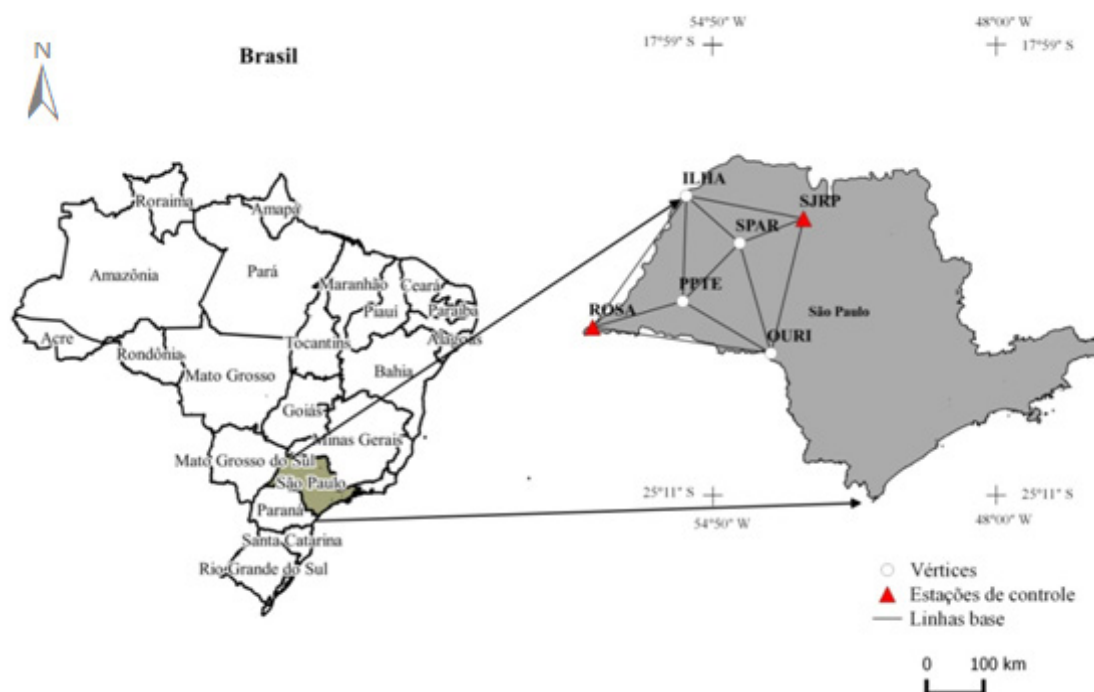 54°50" W
48°00" W
17°59" S
17°59" S
N
Brasil
Roraima
Amapá
Amazônia
Pará
Maranhão
Ceará
Piauí
Paraíba
Acre
Rondônia
Tocantins
Alagoas
Mato Grosso
Bahia
Goiás
Minas Gerais
Mato Grosso do Sul
São Paulo
Paraná
Santa Catarina
Rio Grande do Sul
ILHA
SJRP
SPAR
PPTE
ROSA
São Paulo
OURI
25°11" S
25°11" S
54°50" W
48°00" W
Vértices
Estações de controle
Linhas base
0 100 km